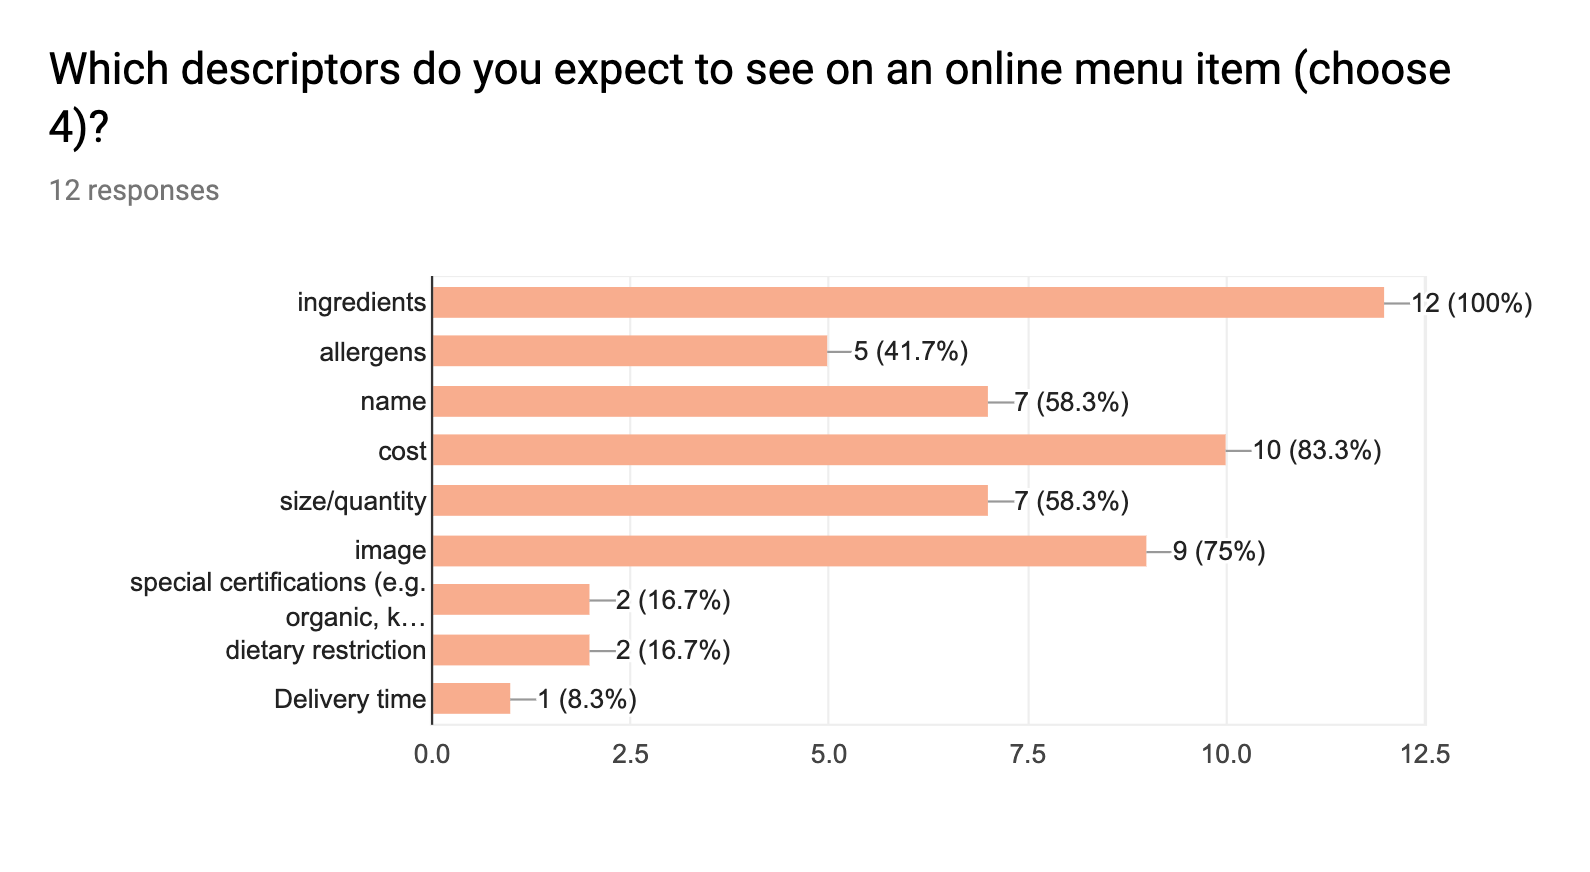 Which descriptors do you expect to see on an online menu item (choose
4)?
12 responses
ingredients
12 (100%)
allergens
5 (41.7%)
name
7 (58.3%)
cost
10 (83.3%)
size/quantity
7 (58.3%)
image
9 (75%)
special certifications (e.g.
organic, k...
2 (16.7%)
dietary restriction
2 (16.7%)
Delivery time
1 (8.3%)
0.0
2.5
5.0
7.5
10.0
12.5